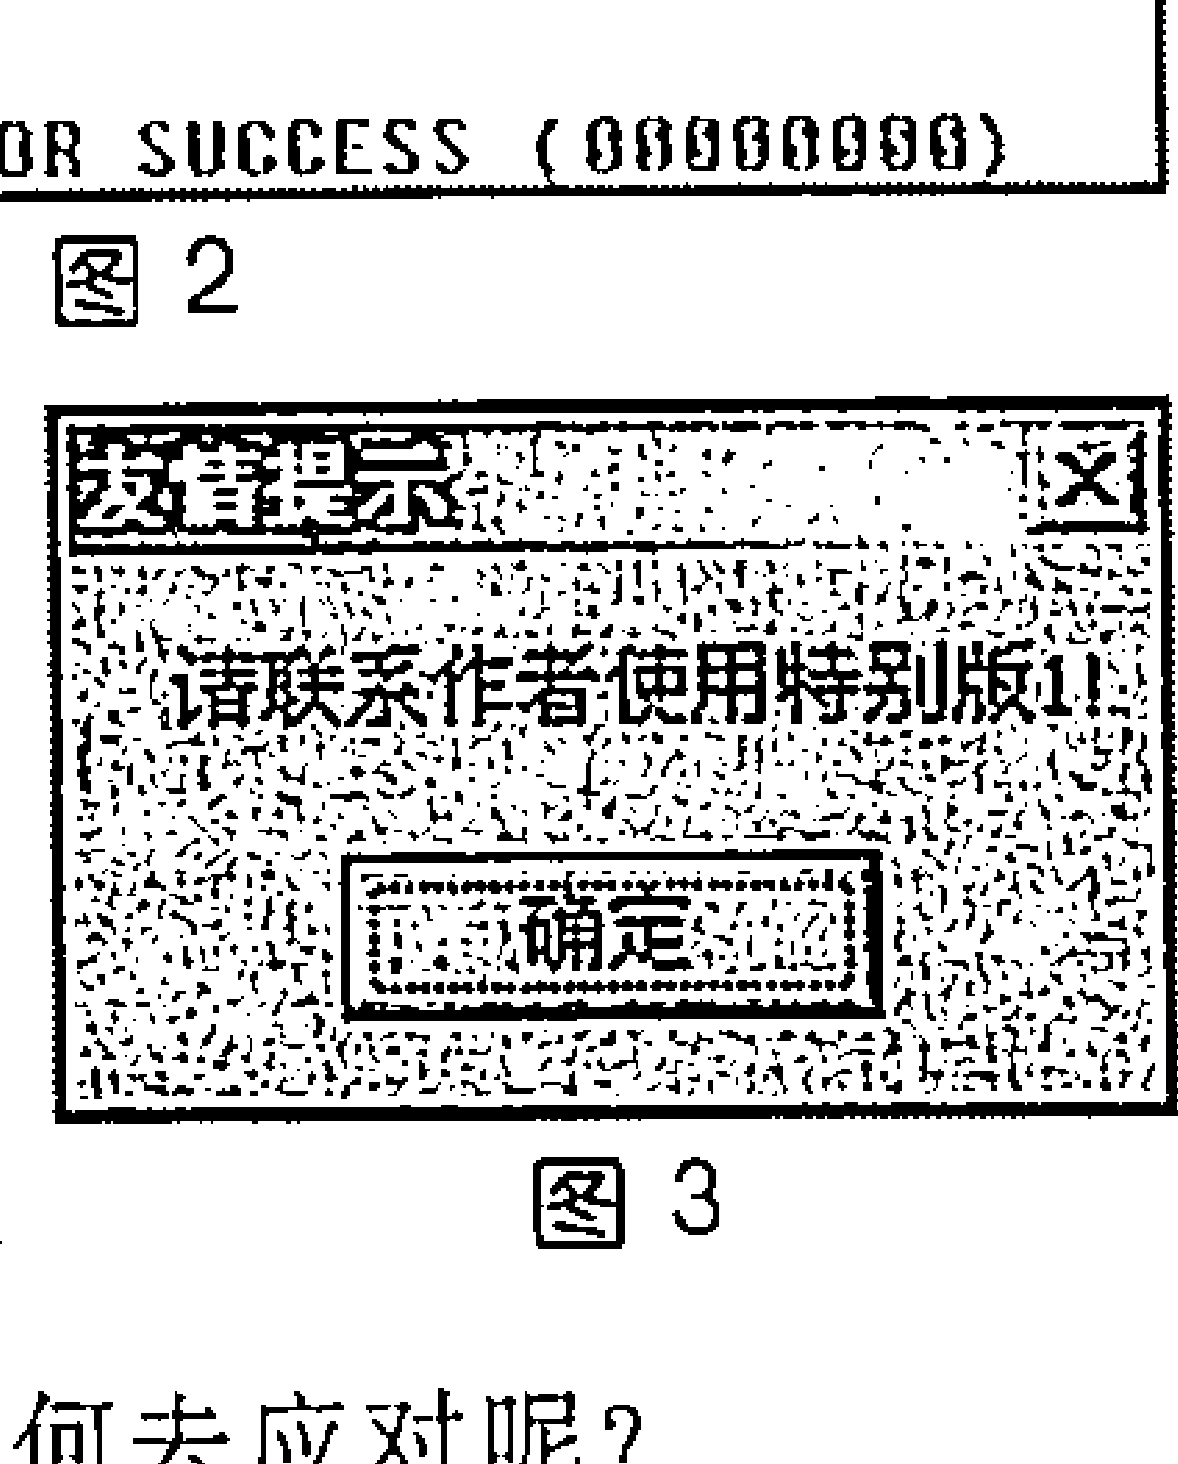 OR SUCCESS (00000000)
图 2
友情提示
请联系作者使用特别版1!
确定
图 3
何去应对呢?